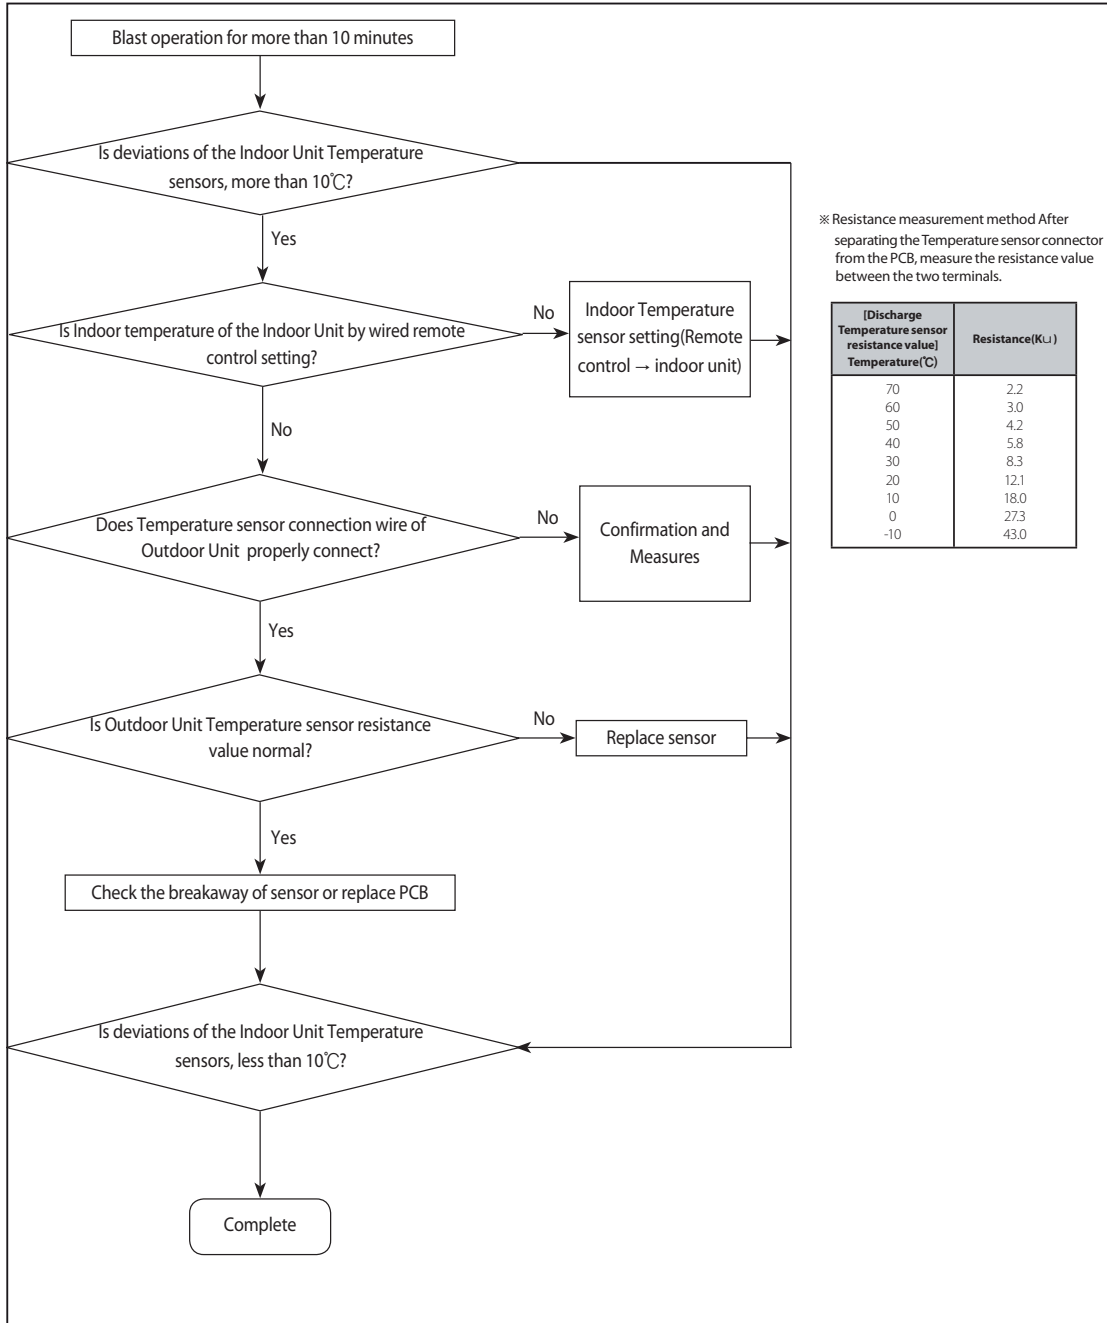 Blast operation for more than 10 minutes
Is deviations of the Indoor Unit Temperature
sensors, more than 10℃?
Yes
Is Indoor temperature of the Indoor Unit by wired remote
control setting?
No
Indoor Temperature
sensor setting(Remote
control → indoor unit)
No
Does Temperature sensor connection wire of
Outdoor Unit properly connect?
No
Confirmation and
Measures
Yes
Is Outdoor Unit Temperature sensor resistance
value normal?
No
Replace sensor
Yes
Check the breakaway of sensor or replace PCB
Is deviations of the Indoor Unit Temperature
sensors, less than 10℃?
Complete
※ Resistance measurement method After
separating the Temperature sensor connector
from the PCB, measure the resistance value
between the two terminals.
[Discharge
Temperature sensor
resistance value]
Temperature(℃)
Resistance(K⊔)
70 2.2
60 3.0
50 4.2
40 5.8
30 8.3
20 12.1
10 18.0
0 27.3
-10 43.0